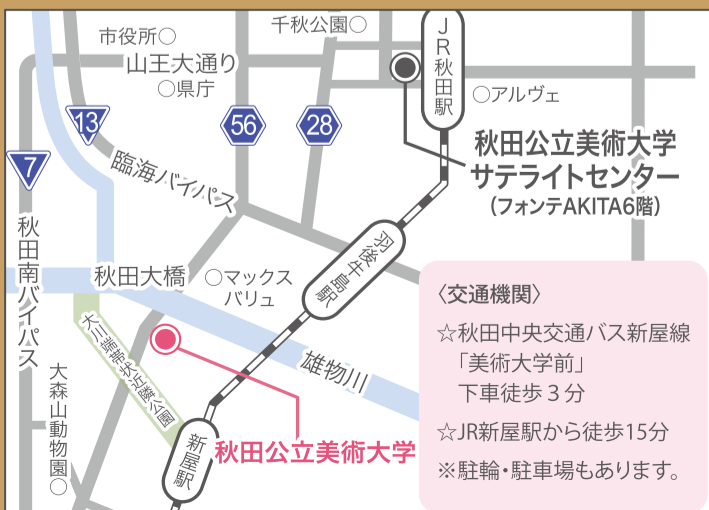 市役所○
千秋公園○
JR秋田駅
山王大通り
○県庁
○アルヴェ
13
56
28
7
秋田公立美術大学
サテライトセンター
(フォンテAKITA6階)
臨海バイパス
秋田南バイパス
羽後牛島駅
秋田大橋
○マックス
バリュ
大川端帯状近隣公園
雄物川
大森山動物園○
新屋駅
秋田公立美術大学
〈交通機関〉
☆秋田中央交通バス新屋線
「美術大学前」
下車徒歩3分
☆JR新屋駅から徒歩15分
※駐輪・駐車場もあります。